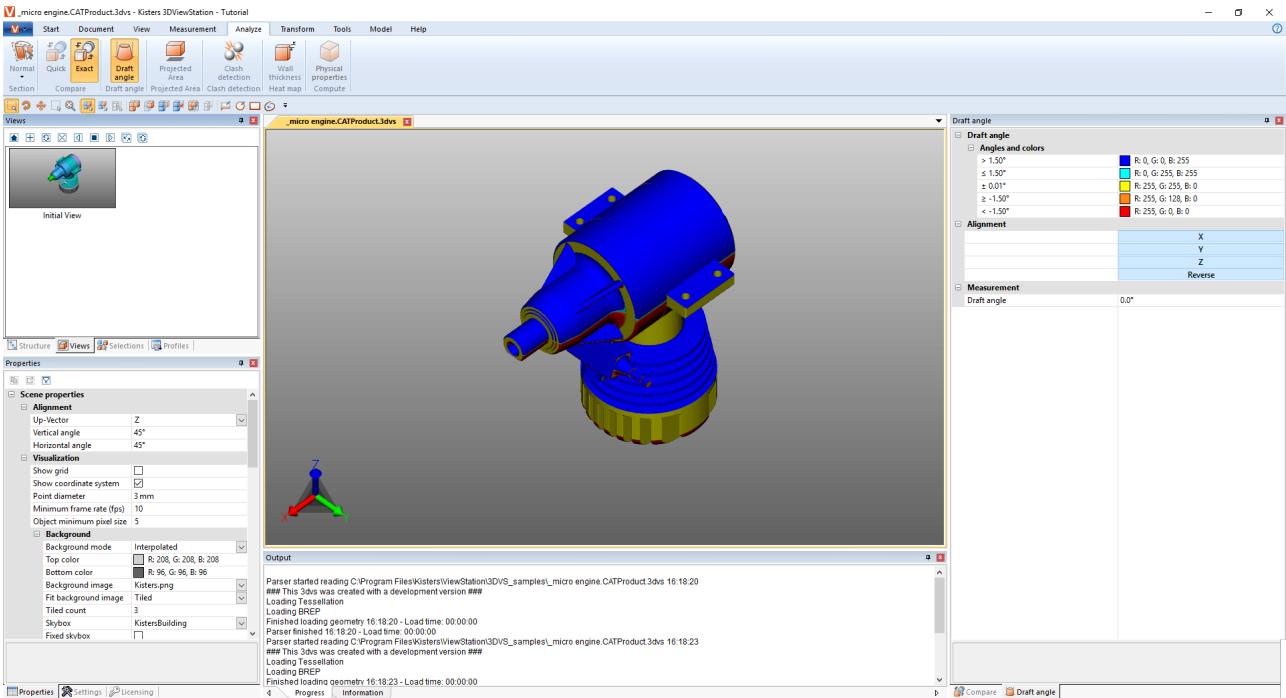 _micro engine.CATProduct.3dvs - Kisters 3DViewStation - Tutorial
Start Document View Measurement Analyze Transform Tools Model Help
Normal Quick Exact Draft angle Projected Area Clash detection Wall thickness Physical properties
Section Compare Draft angle Projected Area Clash detection Heat map Compute
Views
Initial View
Structure Views Selections Profiles
Properties
Scene properties
Alignment
Up-Vector Z
Vertical angle 45°
Horizontal angle 45°
Visualization
Show grid
Show coordinate system
Point diameter 3 mm
Minimum frame rate (fps) 10
Object minimum pixel size 5
Background
Background mode Interpolated
Top color R: 208, G: 208, B: 208
Bottom color R: 96, G: 96, B: 96
Background image Kisters.png
Fit background image Tiled
Tiled count 3
Skybox KistersBuilding
Fixed skybox
Properties Settings Licensing
_micro engine.CATProduct.3dvs
Z
X
Y
Output
Parser started reading C:\Program Files\Kisters\ViewStation\3DVS_samples\_micro engine.CATProduct.3dvs 16:18:20
### This 3dvs was created with a development version ###
Loading Tessellation
Loading BREP
Finished loading geometry 16:18:20 - Load time: 00:00:00
Parser finished 16:18:20 - Load time: 00:00:00
Parser started reading C:\Program Files\Kisters\ViewStation\3DVS_samples\_micro engine.CATProduct.3dvs 16:18:23
### This 3dvs was created with a development version ###
Loading Tessellation
Loading BREP
Finished loading geometry 16:18:23 - Load time: 00:00:00
Progress Information
Draft angle
Draft angle
Angles and colors
> 1.50° R: 0, G: 0, B: 255
≤ 1.50° R: 0, G: 255, B: 255
± 0.01° R: 255, G: 255, B: 0
≥ -1.50° R: 255, G: 128, B: 0
< -1.50° R: 255, G: 0, B: 0
Alignment
X
Y
Z
Reverse
Measurement
Draft angle 0.0°
Compare Draft angle